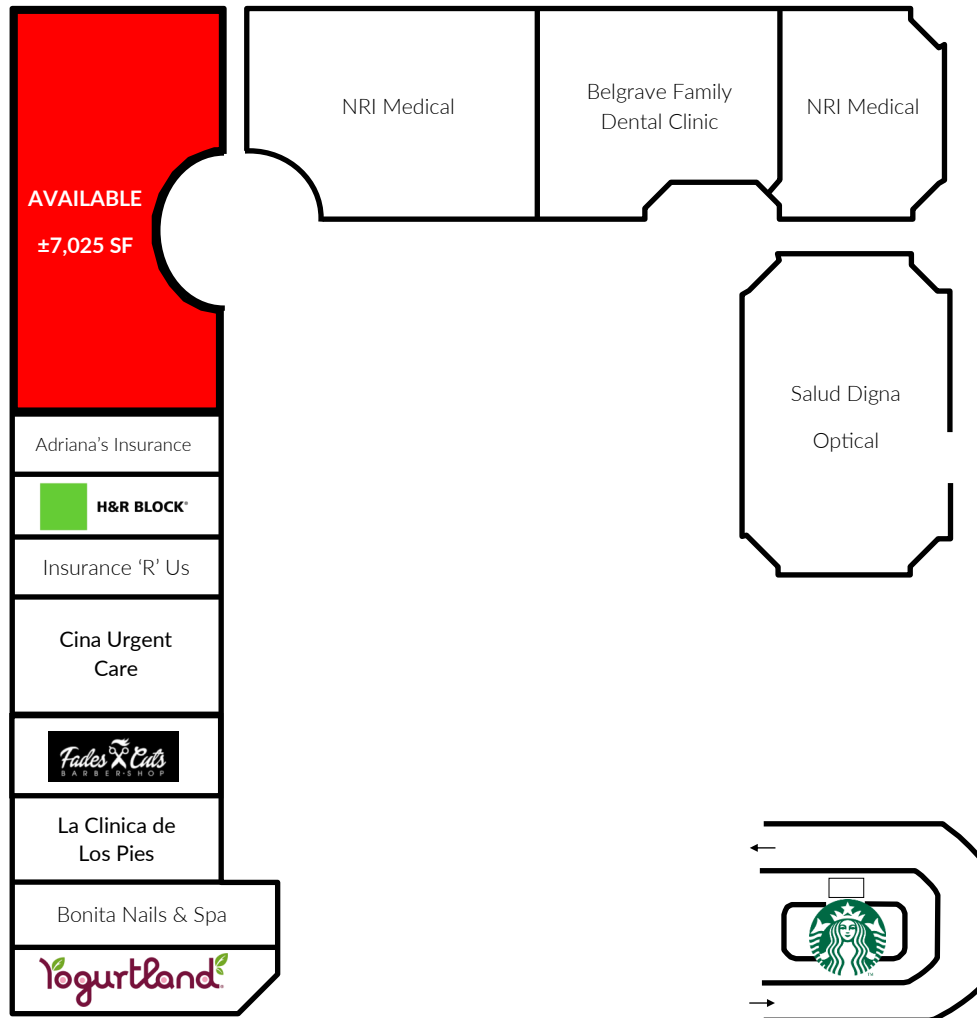 NRI Medical
Belgrave Family
Dental Clinic
NRI Medical
AVAILABLE
±7,025 SF
Salud Digna
Optical
Adriana's Insurance
H&R BLOCK®
Insurance ‘R’ Us
Cina Urgent
Care
Fades Cuts
BARBER·SHOP
La Clinica de
Los Pies
Bonita Nails & Spa
Yogurtland®
TM